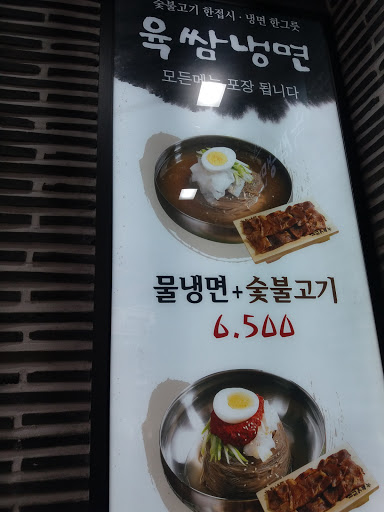 숯불고기 한접시 · 냉면 한그릇
육쌈냉면
모든메뉴 포장 됩니다
물냉면+숯불고기
6,500